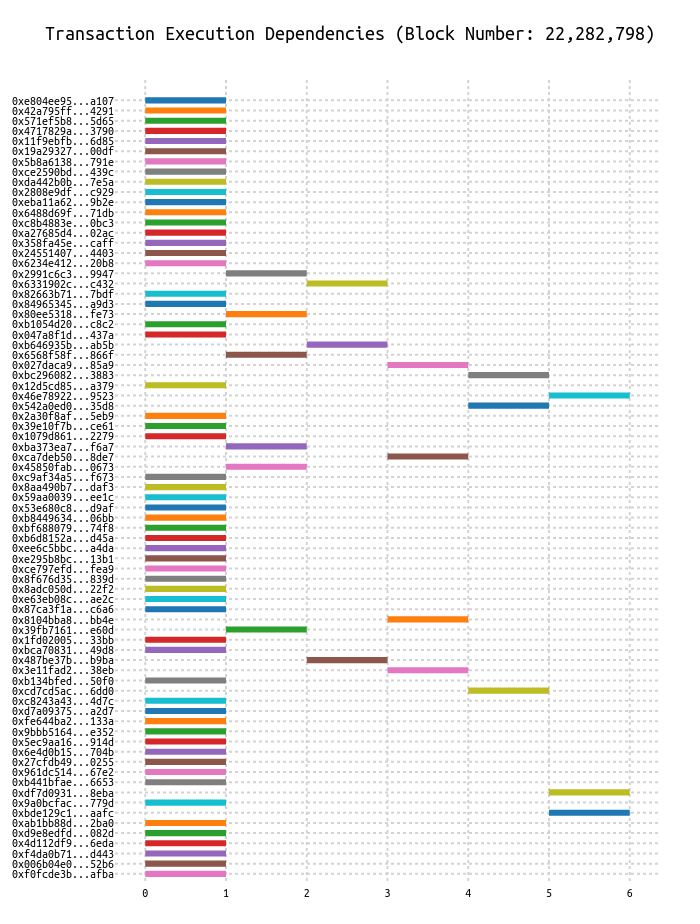 Transaction Execution Dependencies (Block Number: 22,282,798)
0xe804ee95...a107
0x42a795ff...4291
0x571ef5b8...5d65
0x4717829a...3790
0x11f9ebfb...6d85
0x19a29327...00df
0x5b8a6138...791e
0xce2590bd...439c
0xda442b0b...7e5a
0x2808e9df...c929
0xeba11a62...9b2e
0x6488d69f...71db
0xc8b4883e...0bc3
0xa27685d4...02ac
0x358fa45e...caff
0x24551407...4403
0x6234e412...20b8
0x2991c6c3...9947
0x6331902c...c432
0x82663b71...7bdf
0x84965345...a9d3
0x80ee5318...fe73
0xb1054d20...c8c2
0x047a8f1d...437a
0xb646935b...ab5b
0x6568f58f...866f
0x027daca9...85a9
0xbc296082...3883
0x12d5cd85...a379
0x46e78922...9523
0x542a0ed0...35d8
0x2a30f8af...5eb9
0x39e10f7b...ce61
0x1079d861...2279
0xba373ea7...f6a7
0xca7deb50...8de7
0x45850fab...0673
0xc9af34a5...f673
0x8aa490b7...daf3
0x59aa0039...ee1c
0x53e680c8...d9af
0xb8449634...06bb
0xbf688079...74f8
0xb6d8152a...d45a
0xee6c5bbc...a4da
0xe295b8bc...13b1
0xce797efd...fea9
0x8f676d35...839d
0x8adc050d...22f2
0xe63eb08c...ae2c
0x87ca3f1a...c6a6
0x8104bba8...bb4e
0x39fb7161...e60d
0x1fd02005...33bb
0xbca70831...49d8
0x487be37b...b9ba
0x3e11fad2...38eb
0xb134bfed...50f0
0xcd7cd5ac...6dd0
0xc8243a43...4d7c
0xd7a09375...a2d7
0xfe644ba2...133a
0x9bbb5164...e352
0x5ec9aa16...914d
0x6e4d0b15...704b
0x27cfdb49...0255
0x961dc514...67e2
0xb441bfae...6653
0xdf7d0931...8eba
0x9a0bcfac...779d
0xbde129c1...aafc
0xab1bb88d...2ba0
0xd9e8edfd...082d
0x4d112df9...6eda
0xf4da0b71...d443
0x006b04e0...52b6
0xf0fcde3b...afba
0 1 2 3 4 5 6